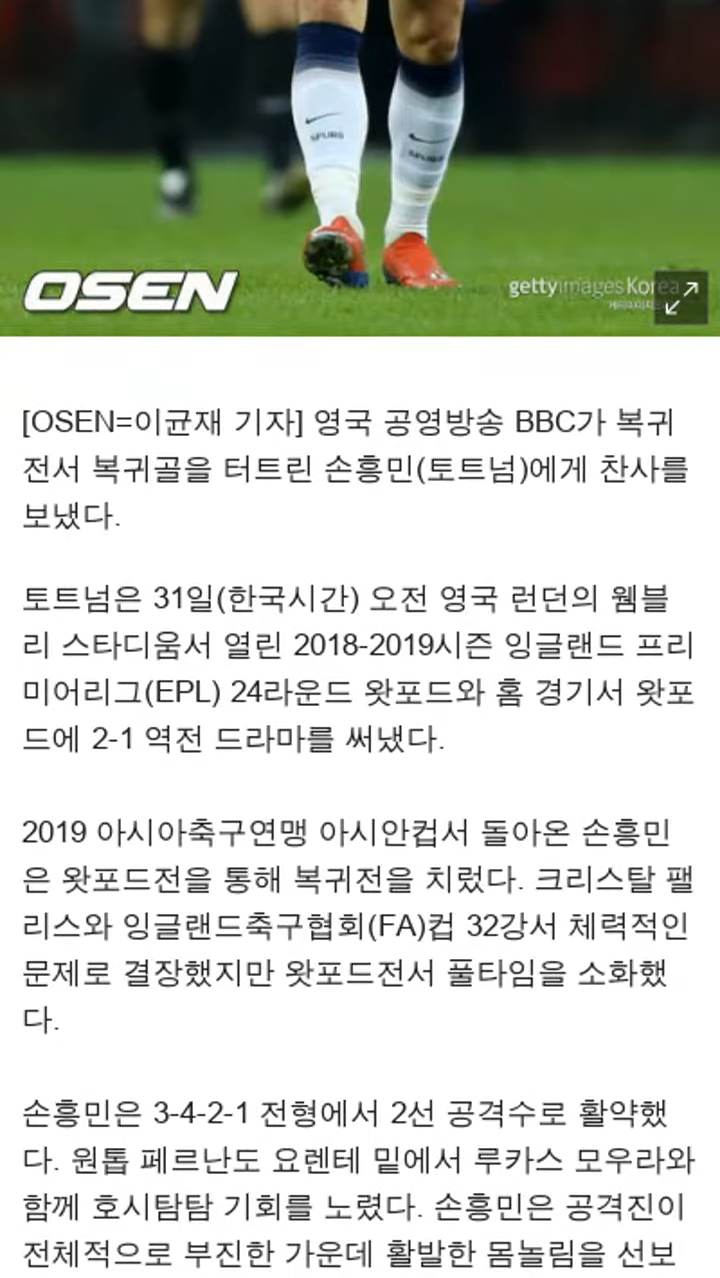 SPURS
SPURS
OSEN
gettyimagesKorea
[OSEN=이균재 기자] 영국 공영방송 BBC가 복귀
전서 복귀골을 터트린 손흥민(토트넘)에게 찬사를
보냈다.
토트넘은 31일(한국시간) 오전 영국 런던의 웸블
리 스타디움서 열린 2018-2019시즌 잉글랜드 프리
미어리그(EPL) 24라운드 왓포드와 홈 경기서 왓포
드에 2-1 역전 드라마를 써냈다.
2019 아시아축구연맹 아시안컵서 돌아온 손흥민
은 왓포드전을 통해 복귀전을 치렀다. 크리스탈 팰
리스와 잉글랜드축구협회(FA)컵 32강서 체력적인
문제로 결장했지만 왓포드전서 풀타임을 소화했
다.
손흥민은 3-4-2-1 전형에서 2선 공격수로 활약했
다. 원톱 페르난도 요렌테 밑에서 루카스 모우라와
함께 호시탐탐 기회를 노렸다. 손흥민은 공격진이
전체적으로 부진한 가운데 활발한 몸놀림을 선보